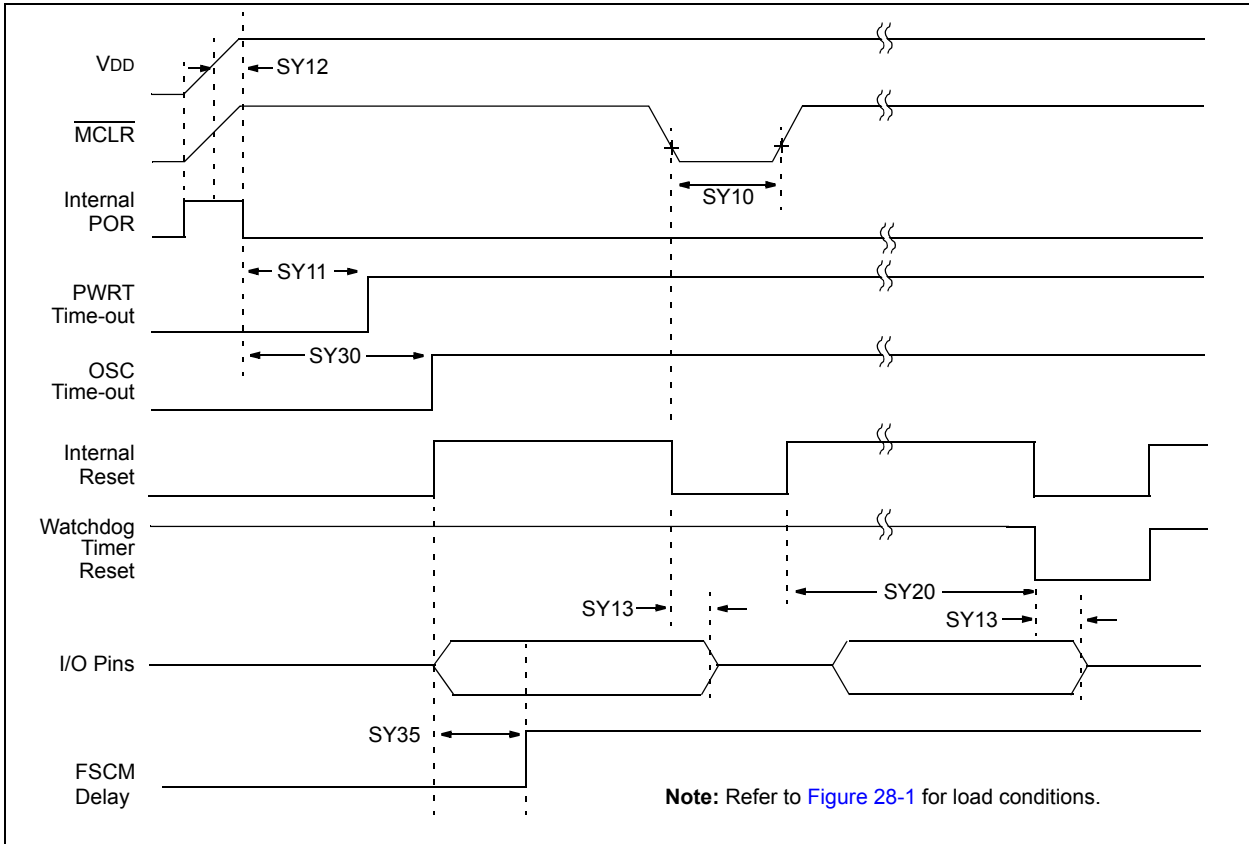 VDD
SY12
MCLR
SY10
Internal
POR
SY11
PWRT
Time-out
SY30
OSC
Time-out
Internal
Reset
Watchdog
Timer
Reset
SY20
SY13
SY13
I/O Pins
SY35
FSCM
Delay
Note: Refer to Figure 28-1 for load conditions.